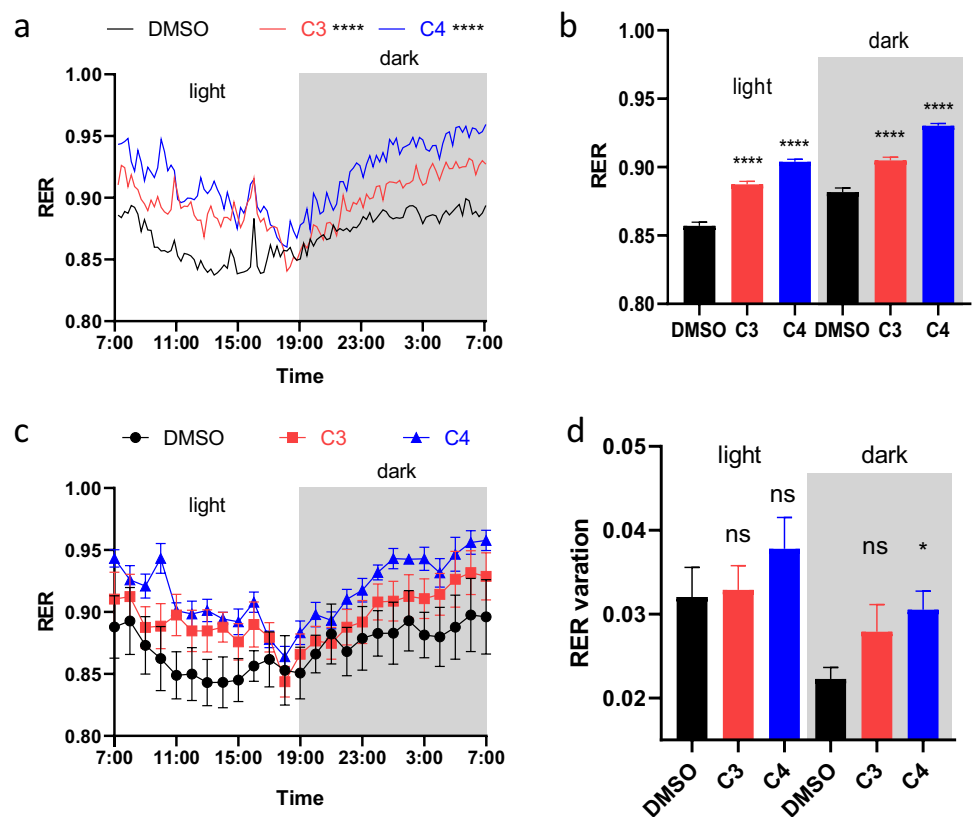 a
DMSO C3 **** C4 ****
dark
light
1.00
0.95
0.90
0.85
0.80
RER
7:00 11:00 15:00 19:00 23:00 3:00 7:00
Time
b
dark
light
1.00
0.95
0.90
0.85
0.80
RER
**** **** **** ****
DMSO C3 C4 DMSO C3 C4
c
DMSO C3 C4
dark
light
1.00
0.95
0.90
0.85
0.80
RER
7:00 11:00 15:00 19:00 23:00 3:00 7:00
Time
d
light dark
0.05
0.04
0.03
0.02
RER varation
ns ns ns *
DMSO C3 C4 DMSO C3 C4